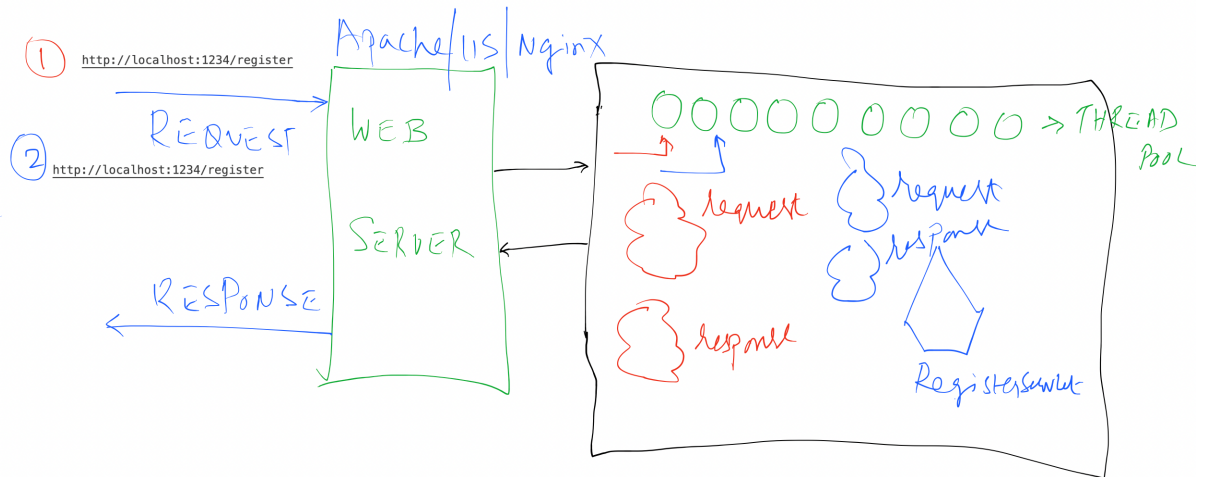 Apache/IIS/Nginx
1 http://localhost:1234/register
REQUEST
2 http://localhost:1234/register
RESPONSE
WEB
SERVER
> THREAD
POOL
request
response
request
response
RegisterServlet